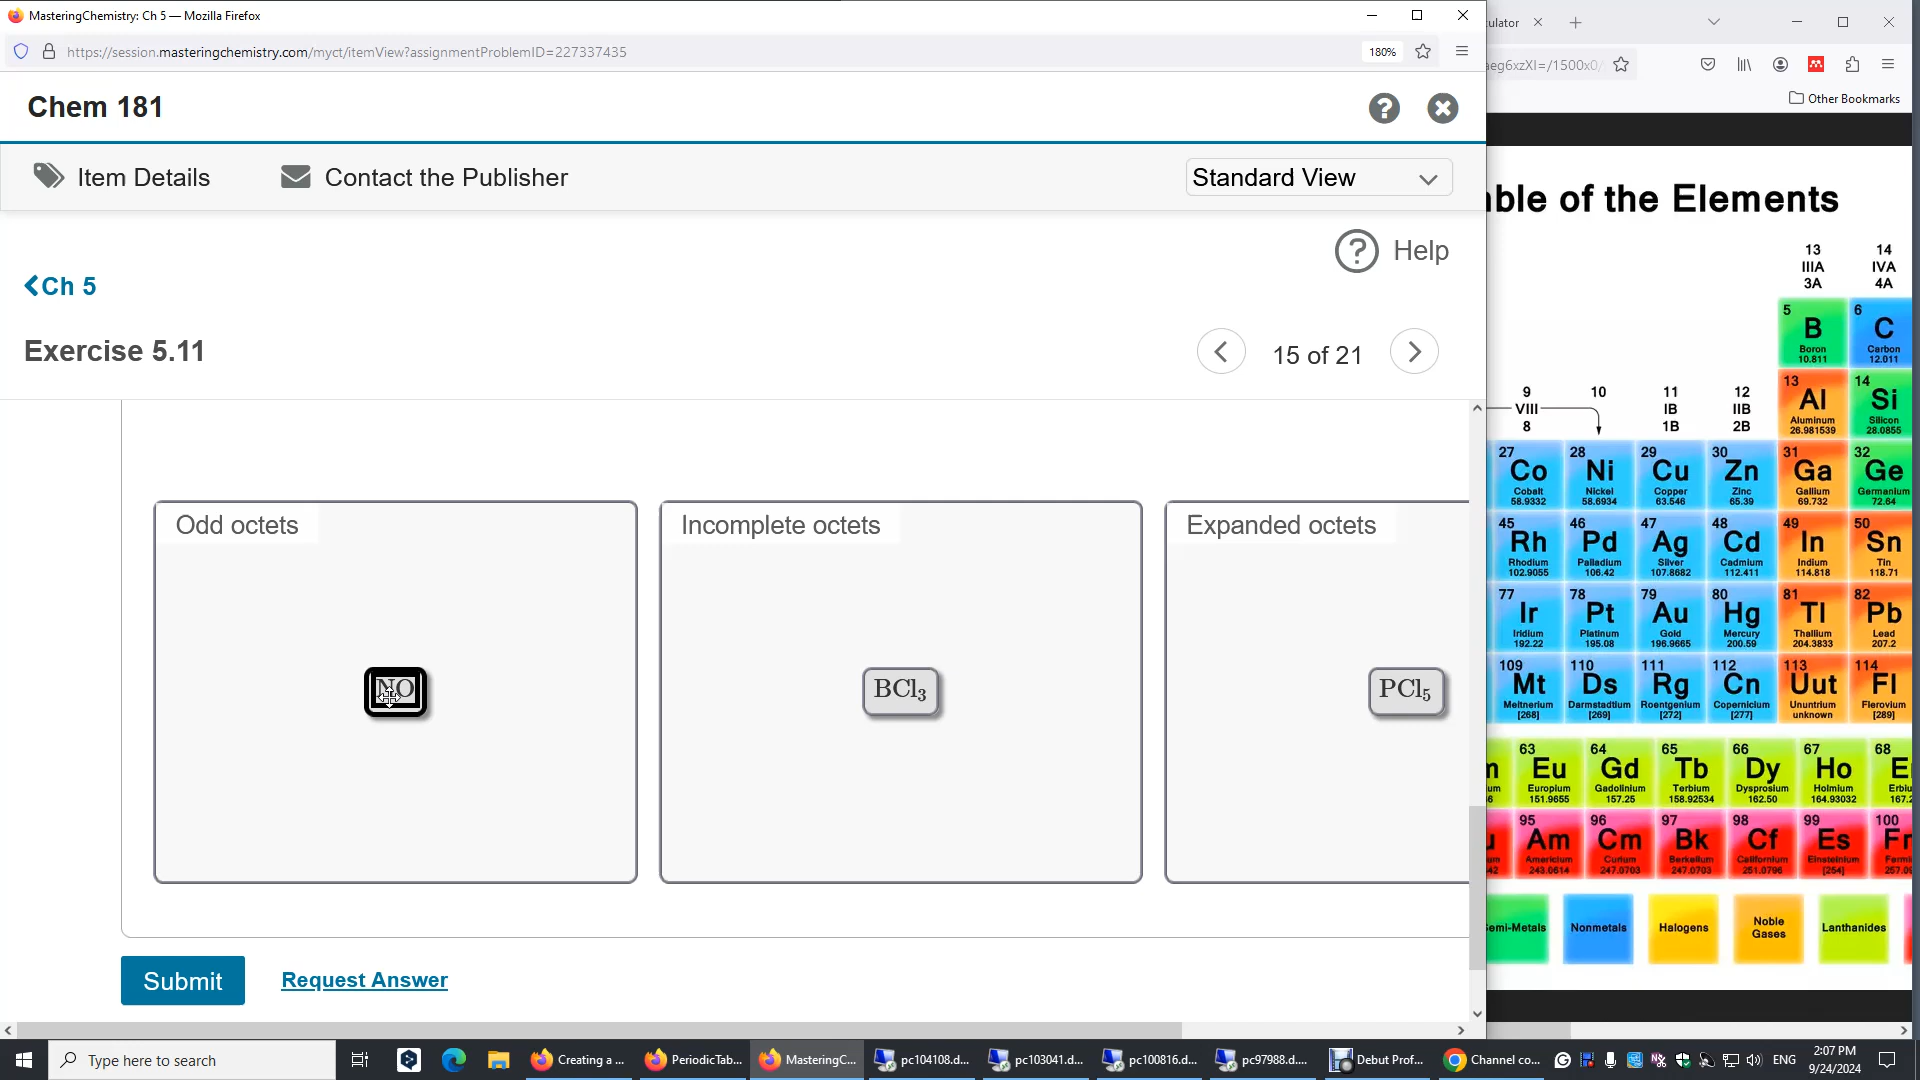 MasteringChemistry: Ch 5 — Mozilla Firefox
https://session.masteringchemistry.com/myct/itemView?assignmentProblemID=227337435
180%
Chem 181
Item Details
Contact the Publisher
Standard View
Help
Ch 5
Exercise 5.11
15 of 21
Odd octets
Incomplete octets
Expanded octets
NO
BCl3
PCl5
Submit
Request Answer
Other Bookmarks
of the Elements
13 14
IIIA IVA
3A 4A
5 6
B C
Boron Carbon
10.811 12.011
9 10 11 12
VIII IB IIB
8 1B 2B
13 14
Al Si
Aluminum Silicon
26.981539 28.0855
27 28 29 30 31 32
Co Ni Cu Zn Ga Ge
Cobalt Nickel Copper Zinc Gallium Germanium
58.9332 58.6934 63.546 65.39 69.732 72.64
45 46 47 48 49 50
Rh Pd Ag Cd In Sn
Rhodium Palladium Silver Cadmium Indium Tin
102.9055 106.42 107.8682 112.411 114.818 118.71
77 78 79 80 81 82
Ir Pt Au Hg Tl Pb
Iridium Platinum Gold Mercury Thallium Lead
192.22 195.08 196.9665 200.59 204.3833 207.2
109 110 111 112 113 114
Mt Ds Rg Cn Uut Fl
Meitnerium Darmstadtium Roentgenium Copernicium Ununtrium Flerovium
[268] [269] [272] [277] unknown [289]
63 64 65 66 67 68
Eu Gd Tb Dy Ho
Europium Gadolinium Terbium Dysprosium Holmium
151.9655 157.25 158.92534 162.50 164.93032
95 96 97 98 99 100
Am Cm Bk Cf Es
Americium Curium Berkelium Californium Einsteinium
243.0614 247.0703 247.0703 251.0796 [254]
Nonmetals Halogens Noble Gases Lanthanides
Type here to search
Creating a ...
PeriodicTab...
MasteringC...
pc104108.d...
pc103041.d...
pc100816.d...
pc97988.d....
Debut Prof...
Channel co...
ENG
2:07 PM
9/24/2024